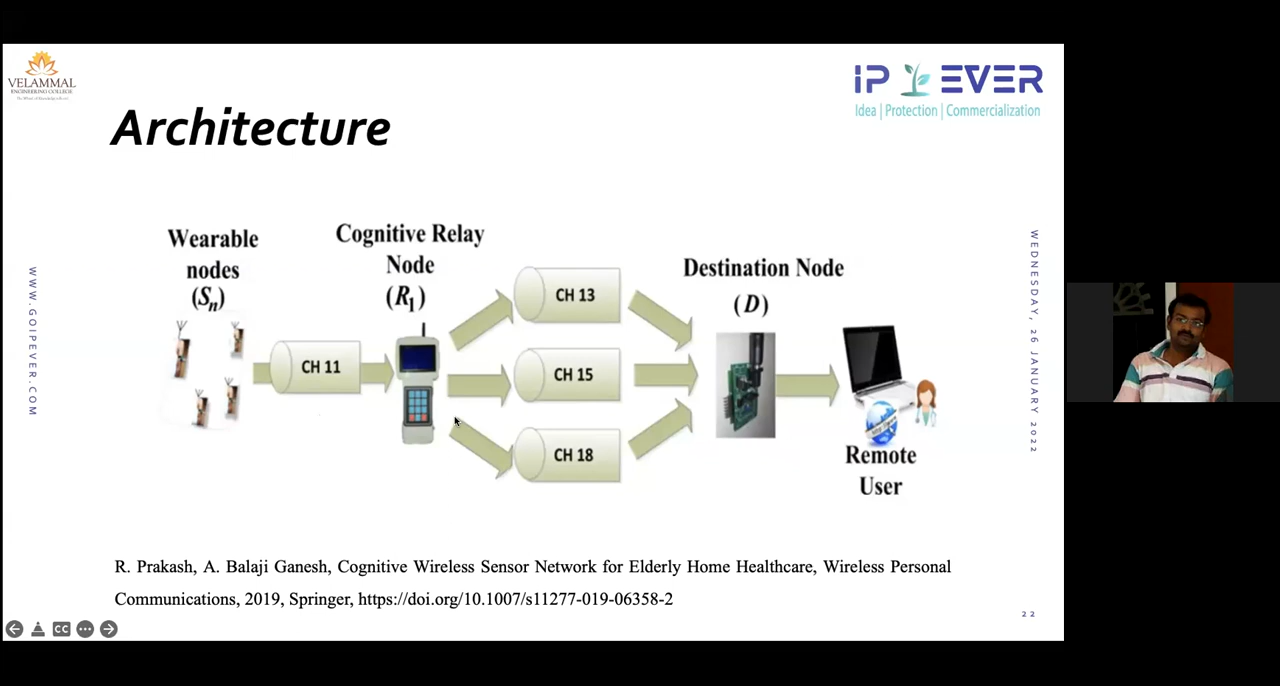 VELAMMAL
ENGINEERING COLLEGE
IP EVER
Idea | Protection | Commercialization
Architecture
WWW.GOIPEVER.COM
Wearable
nodes
(Sn)
CH 11
Cognitive Relay
Node
(R1)
CH 13
CH 15
CH 18
Destination Node
(D)
Remote
User
WEDNESDAY, 26 JANUARY 2022
R. Prakash, A. Balaji Ganesh, Cognitive Wireless Sensor Network for Elderly Home Healthcare, Wireless Personal
Communications, 2019, Springer, https://doi.org/10.1007/s11277-019-06358-2
22
CC